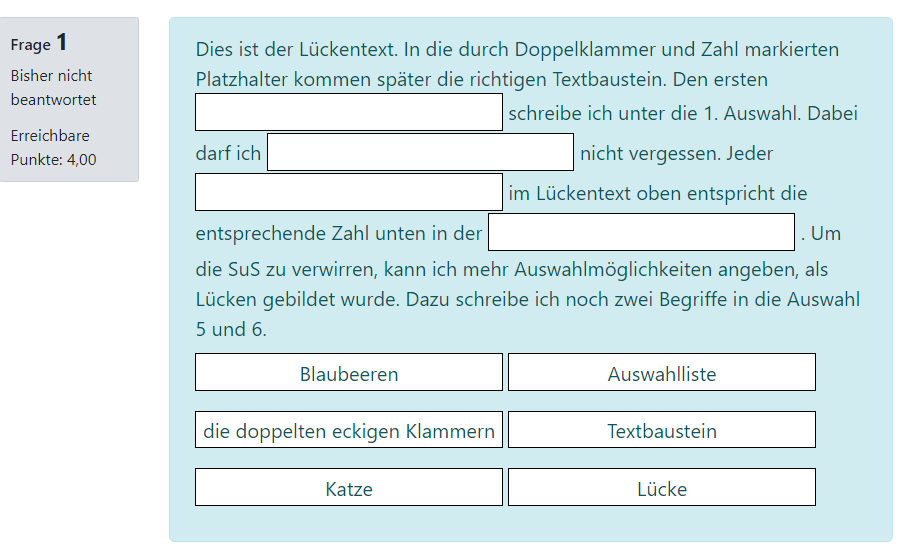 Frage 1
Bisher nicht
beantwortet
Erreichbare
Punkte: 4,00
Dies ist der Lückentext. In die durch Doppelklammer und Zahl markierten
Platzhalter kommen später die richtigen Textbaustein. Den ersten
schreibe ich unter die 1. Auswahl. Dabei
darf ich nicht vergessen. Jeder
im Lückentext oben entspricht die
entsprechende Zahl unten in der . Um
die SuS zu verwirren, kann ich mehr Auswahlmöglichkeiten angeben, als
Lücken gebildet wurde. Dazu schreibe ich noch zwei Begriffe in die Auswahl
5 und 6.
Blaubeeren Auswahlliste
die doppelten eckigen Klammern Textbaustein
Katze Lücke